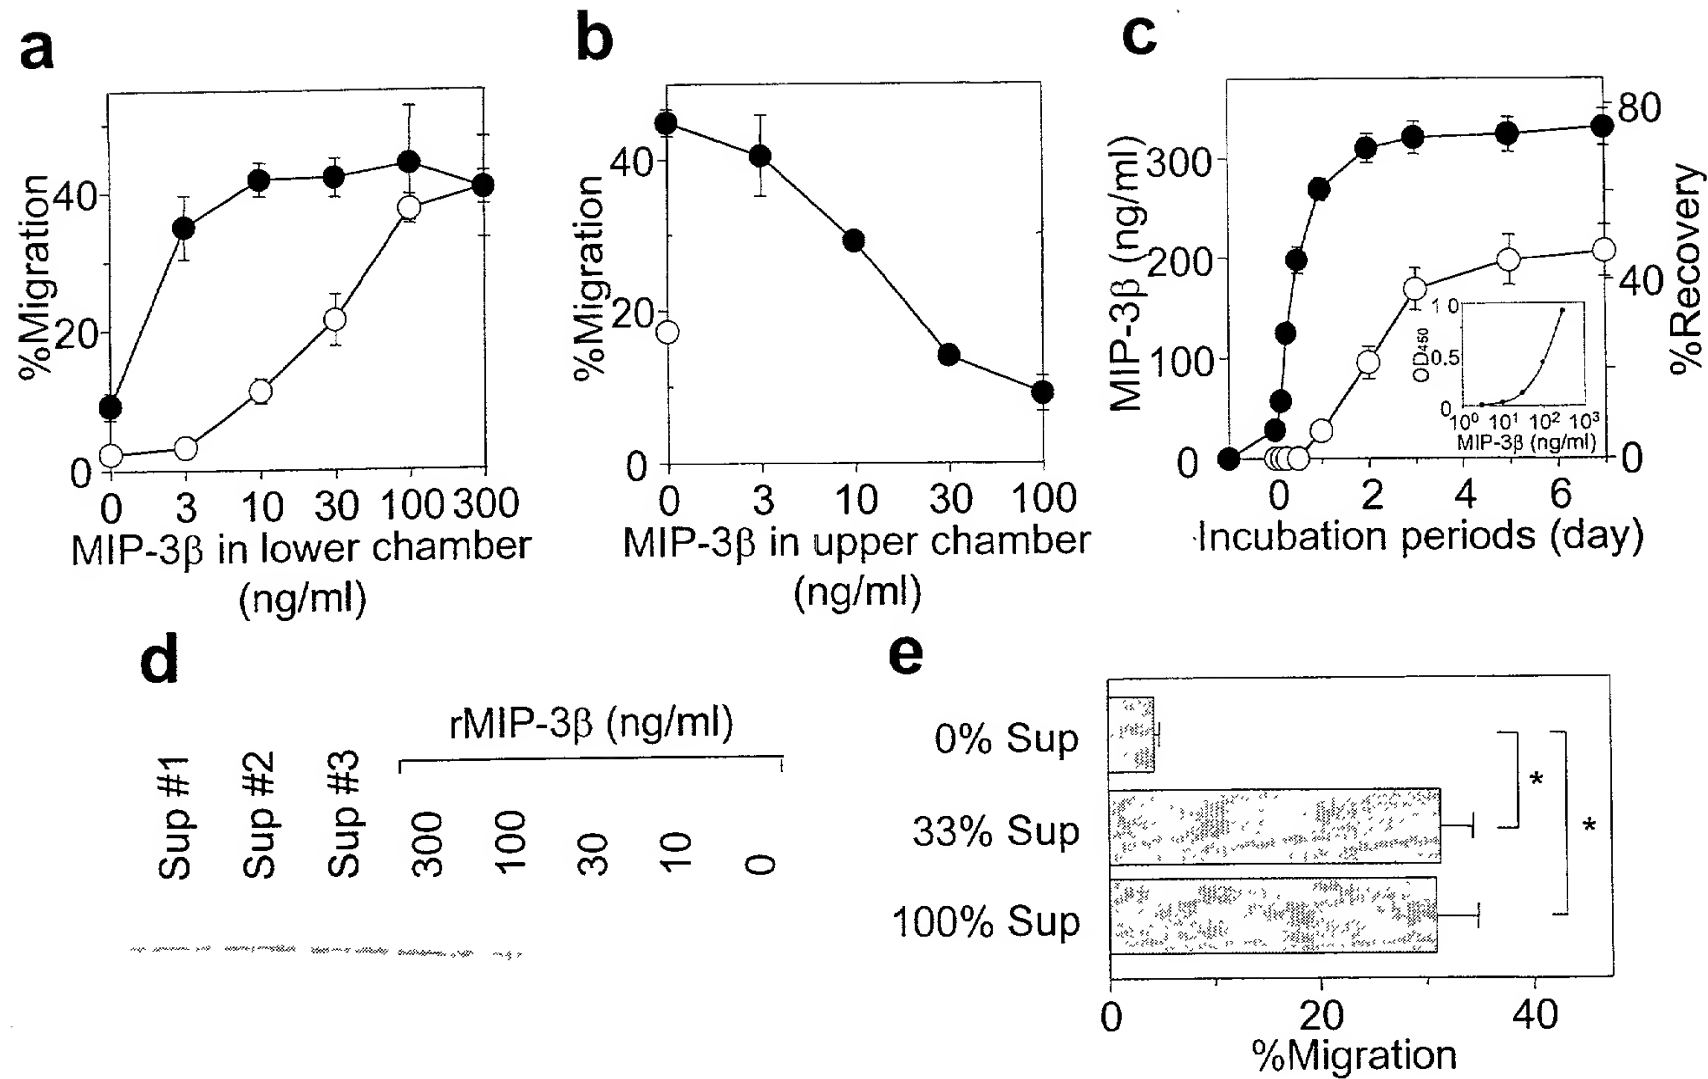 a
%Migration
40
20
0
0 3 10 30 100 300
MIP-3β in lower chamber
(ng/ml)
b
%Migration
40
20
0
0 3 10 30 100
MIP-3β in upper chamber
(ng/ml)
c
MIP-3β (ng/ml)
300
200
100
0
80
40
0
%Recovery
0 2 4 6
Incubation periods (day)
OD450
1.0
0.5
0
10⁰ 10¹ 10² 10³
MIP-3β (ng/ml)
d
rMIP-3β (ng/ml)
Sup #1
Sup #2
Sup #3
300
100
30
10
0
e
0% Sup
33% Sup
100% Sup
*
*
0 20 40
%Migration